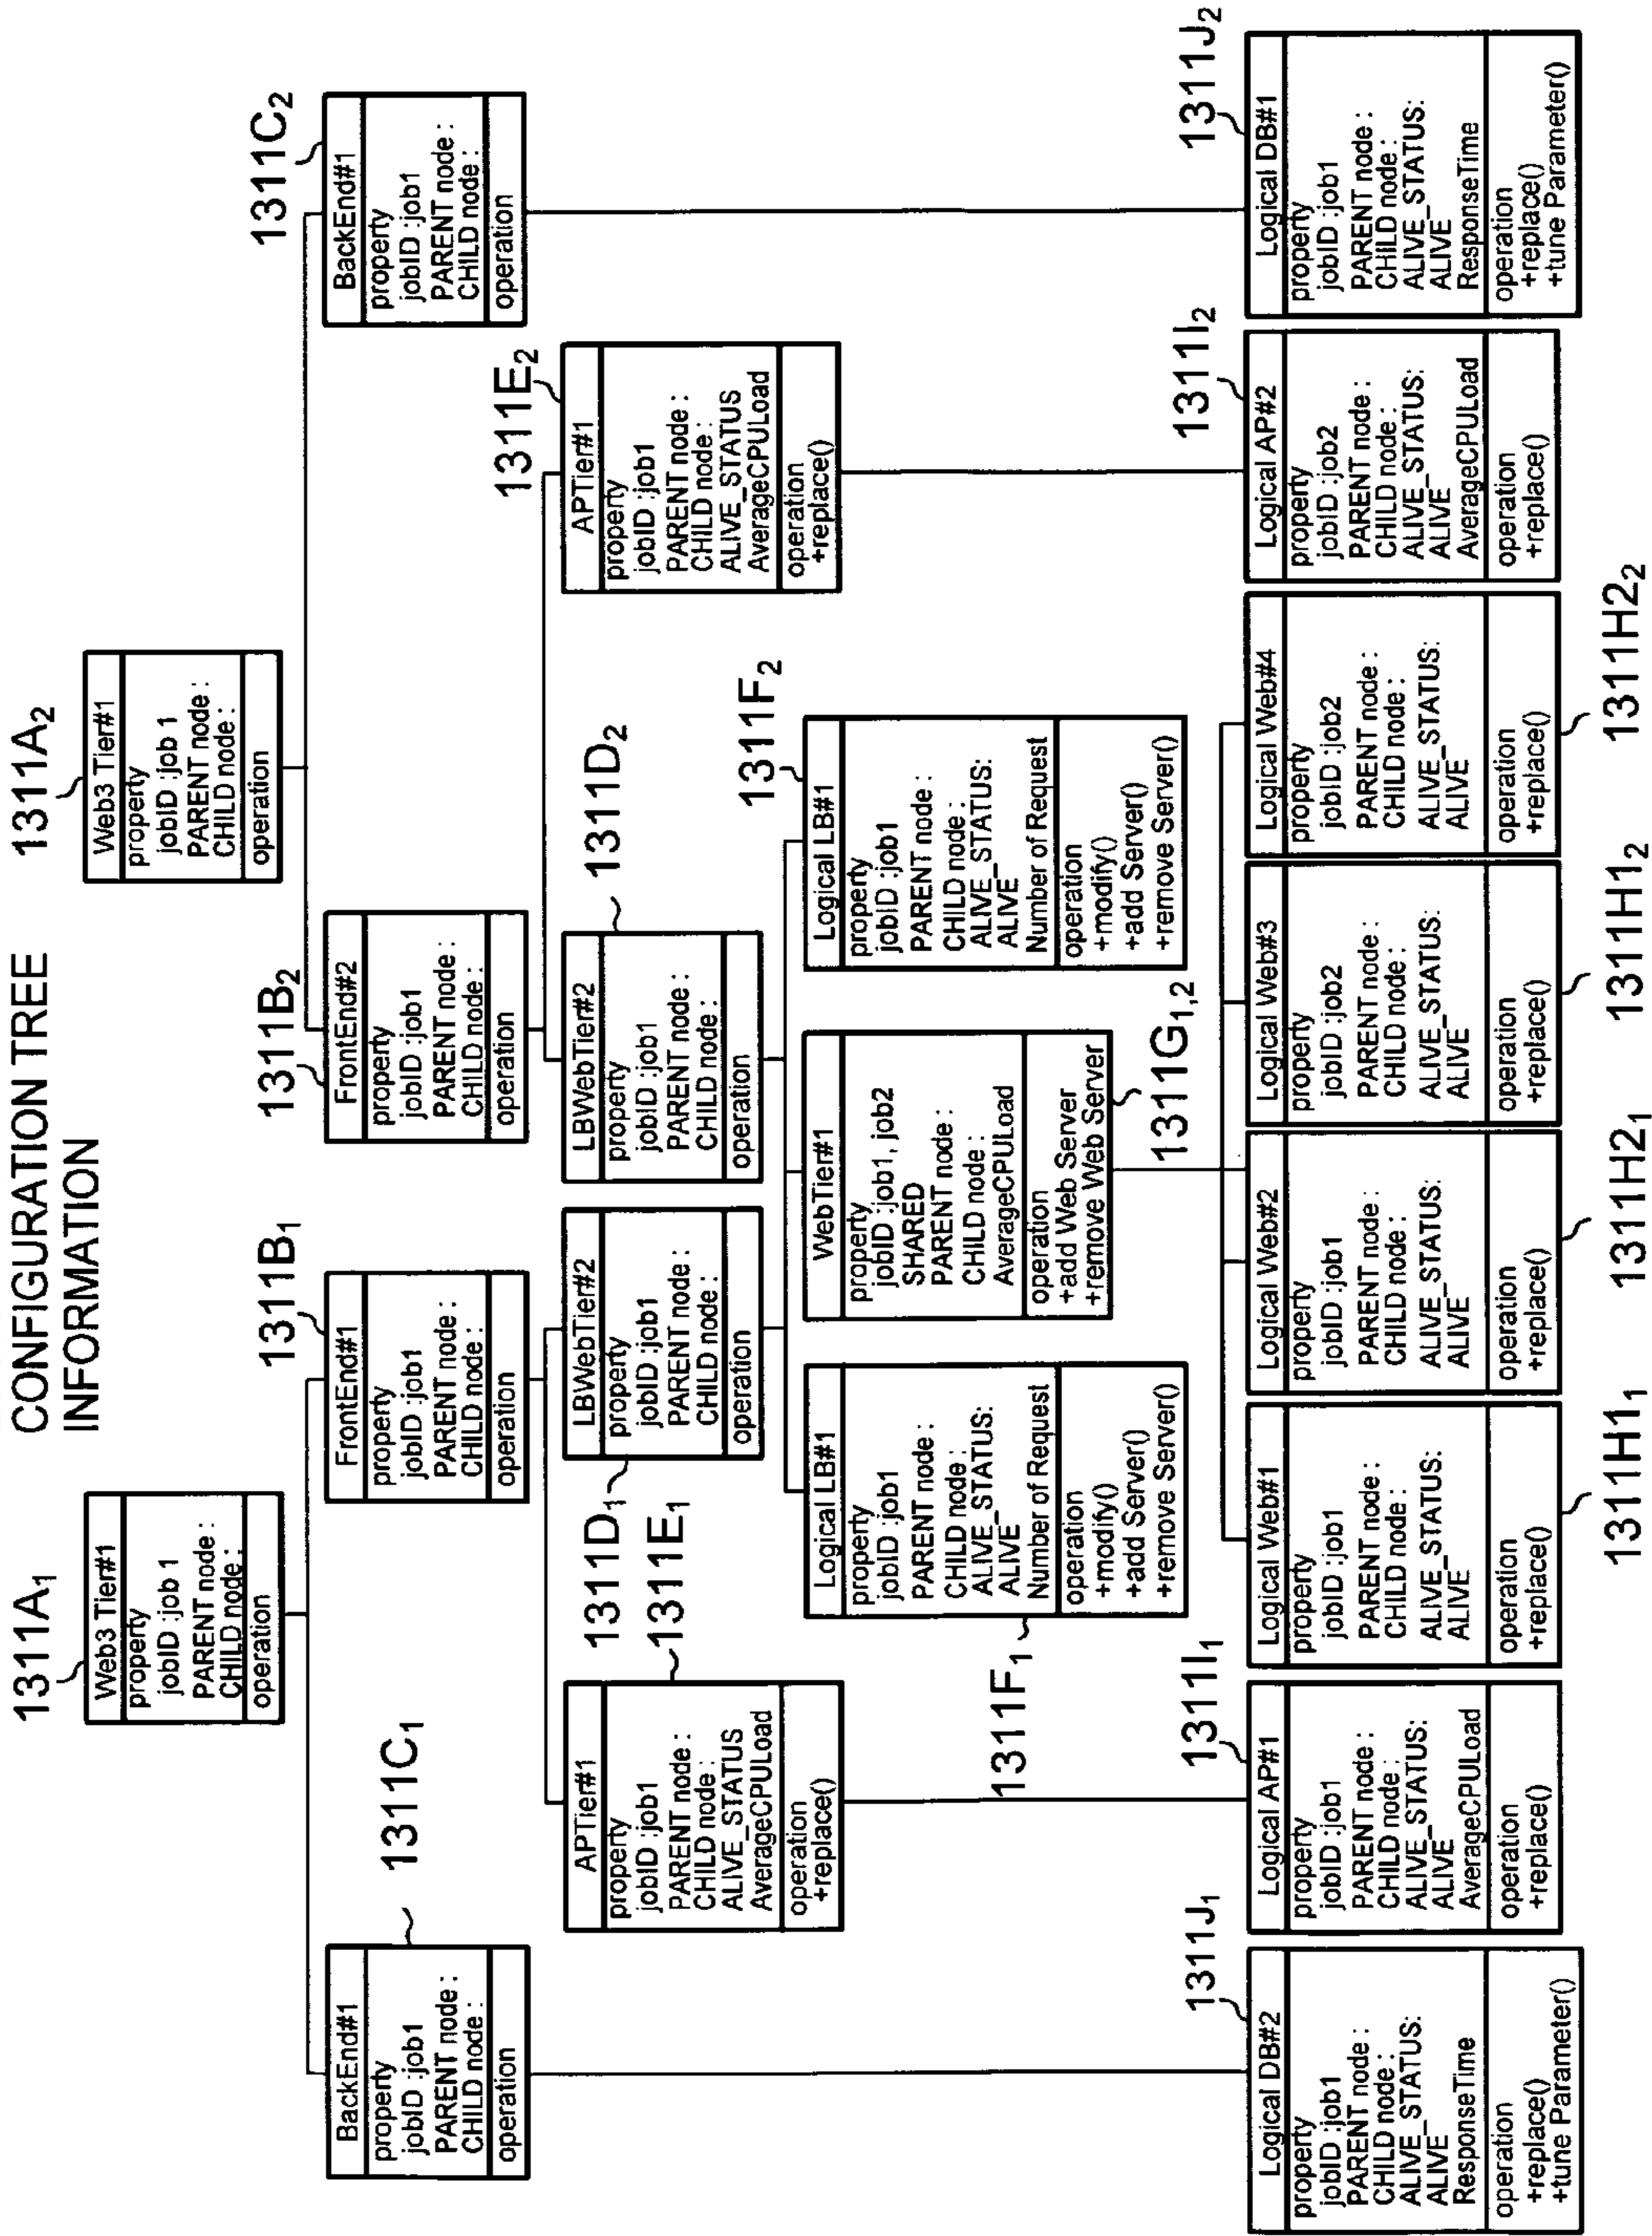 CONFIGURATION TREE
INFORMATION
1311A₁
Web3 Tier#1
property
jobID :job 1
PARENT node :
CHILD node :
operation
1311A₂
Web3 Tier#1
property
jobID :job 1
PARENT node :
CHILD node :
operation
1311C₁
BackEnd#1
property
jobID :job1
PARENT node :
CHILD node :
operation
1311B₁
FrontEnd#1
property
jobID :job1
PARENT node :
CHILD node :
operation
1311B₂
FrontEnd#2
property
jobID :job1
PARENT node :
CHILD node :
operation
1311C₂
BackEnd#1
property
jobID :job1
PARENT node :
CHILD node :
operation
1311E₁
APTier#1
property
jobID :job1
PARENT node :
CHILD node :
ALIVE_STATUS
AverageCPULoad
operation
+replace()
1311D₁
LBWebTier#2
property
jobID :job1
PARENT node :
CHILD node :
operation
1311D₂
LBWebTier#2
property
jobID :job1
PARENT node :
CHILD node :
operation
1311E₂
APTier#1
property
jobID :job1
PARENT node :
CHILD node :
ALIVE_STATUS
AverageCPULoad
operation
+replace()
1311F₁
Logical LB#1
property
jobID :job1
PARENT node :
CHILD node :
ALIVE_STATUS:
ALIVE
Number of Request
operation
+modify()
+add Server()
+remove Server()
WebTier#1
property
jobID :job1, job2
SHARED
PARENT node :
CHILD node :
AverageCPULoad
operation
+add Web Server
+remove Web Server
1311G₁,₂
1311F₂
Logical LB#1
property
jobID :job1
PARENT node :
CHILD node :
ALIVE_STATUS:
ALIVE
Number of Request
operation
+modify()
+add Server()
+remove Server()
1311J₁
Logical DB#2
property
jobID :job1
PARENT node :
CHILD node :
ALIVE_STATUS:
ALIVE
ResponseTime
operation
+replace()
+tune Parameter()
1311I₁
Logical AP#1
property
jobID :job1
PARENT node :
CHILD node :
ALIVE_STATUS:
ALIVE
AverageCPULoad
operation
+replace()
Logical Web#1
property
jobID :job1
PARENT node :
CHILD node :
ALIVE_STATUS:
ALIVE
operation
+replace()
1311H1₁
Logical Web#2
property
jobID :job1
PARENT node :
CHILD node :
ALIVE_STATUS:
ALIVE
operation
+replace()
1311H2₁
Logical Web#3
property
jobID :job2
PARENT node :
CHILD node :
ALIVE_STATUS:
ALIVE
operation
+replace()
1311H1₂
Logical Web#4
property
jobID :job2
PARENT node :
CHILD node :
ALIVE_STATUS:
ALIVE
operation
+replace()
1311H2₂
1311I₂
Logical AP#2
property
jobID :job2
PARENT node :
CHILD node :
ALIVE_STATUS:
ALIVE
AverageCPULoad
operation
+replace()
1311J₂
Logical DB#1
property
jobID :job1
PARENT node :
CHILD node :
ALIVE_STATUS:
ALIVE
ResponseTime
operation
+replace()
+tune Parameter()